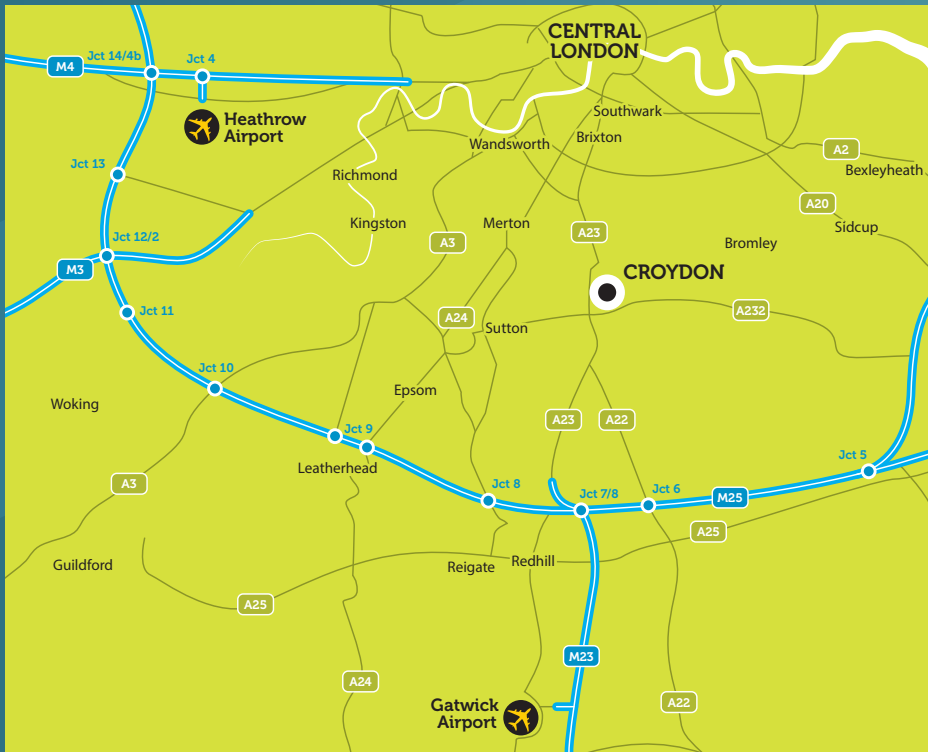 CENTRAL
LONDON
Jct 14/4b
Jct 4
M4
Heathrow
Airport
Southwark
Brixton
Wandsworth
A2
Bexleyheath
Jct 13
Richmond
A20
Kingston
Merton
A23
Sidcup
Jct 12/2
A3
Bromley
M3
CROYDON
Jct 11
A24
A232
Sutton
Jct 10
Epsom
Woking
A23
A22
Jct 9
Leatherhead
Jct 5
A3
Jct 8
Jct 7/8
Jct 6
M25
A25
Guildford
Reigate
Redhill
A25
M23
A24
Gatwick
Airport
A22